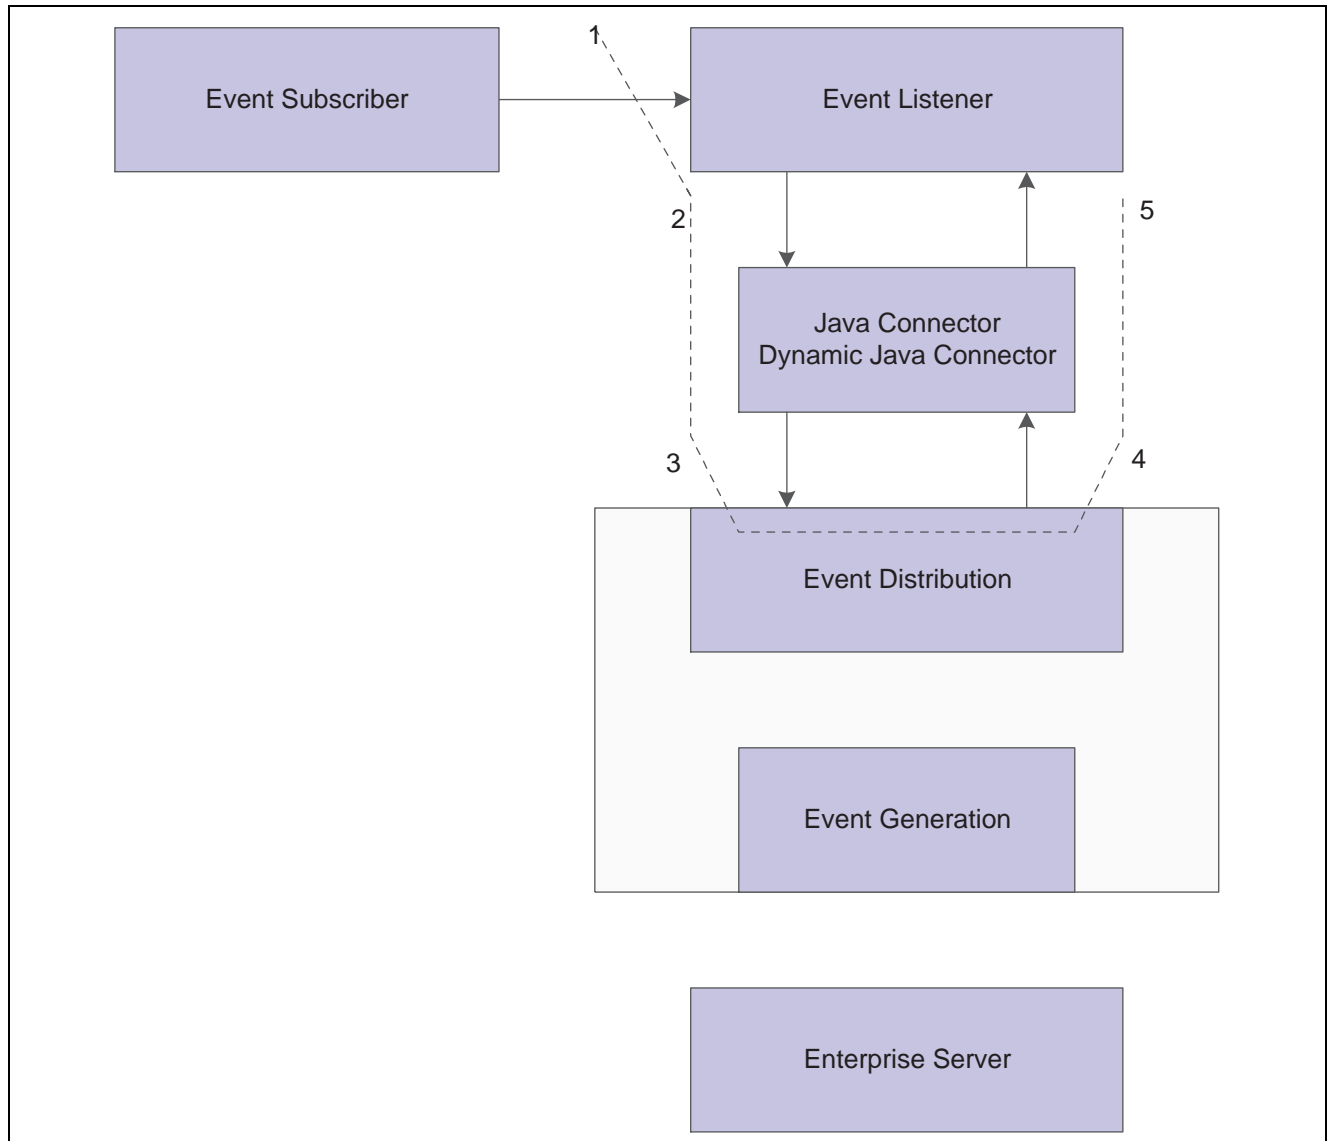 1
Event Subscriber
Event Listener
2
5
Java Connector
Dynamic Java Connector
3
4
Event Distribution
Event Generation
Enterprise Server